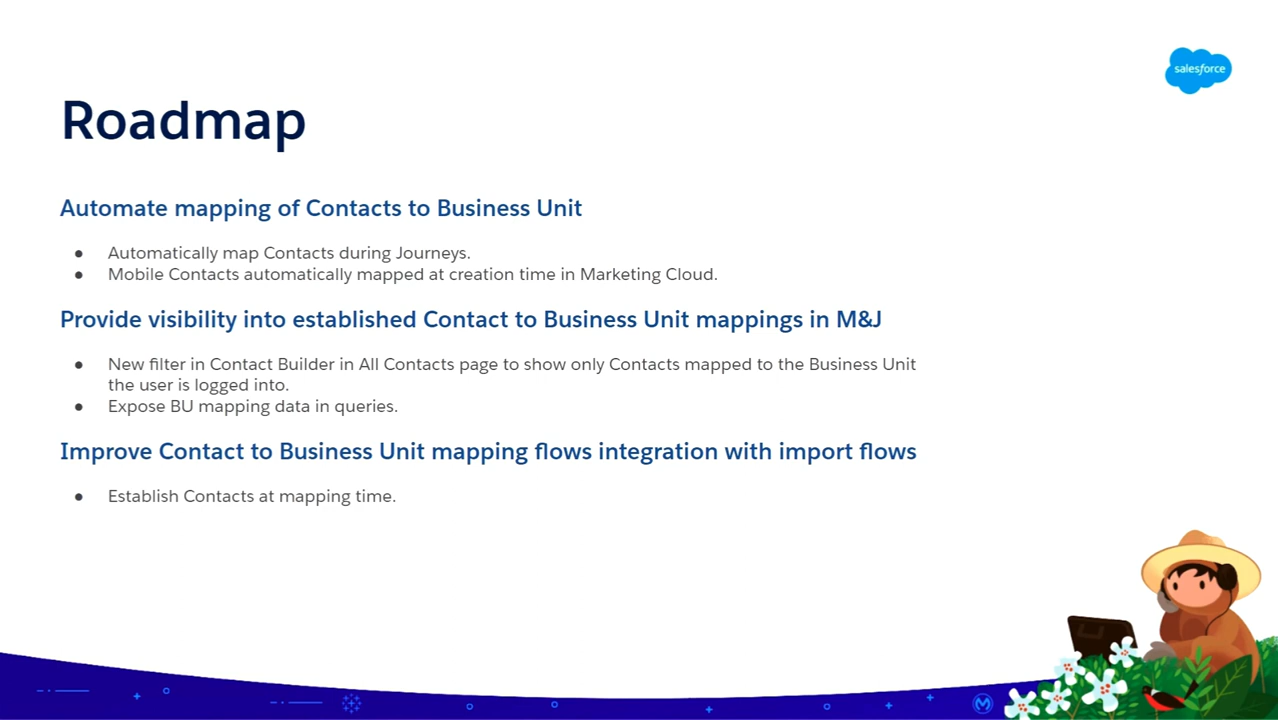 salesforce
Roadmap
Automate mapping of Contacts to Business Unit
● Automatically map Contacts during Journeys.
● Mobile Contacts automatically mapped at creation time in Marketing Cloud.
Provide visibility into established Contact to Business Unit mappings in M&J
● New filter in Contact Builder in All Contacts page to show only Contacts mapped to the Business Unit
the user is logged into.
● Expose BU mapping data in queries.
Improve Contact to Business Unit mapping flows integration with import flows
● Establish Contacts at mapping time.